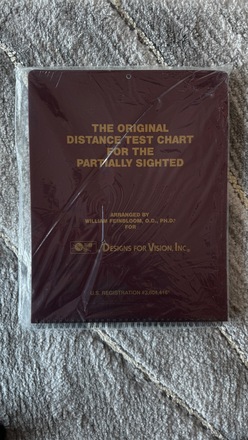 THE ORIGINAL
DISTANCE TEST CHART
FOR THE
PARTIALLY SIGHTED
ARRANGED BY
WILLIAM FEINBLOOM, O.D., PH.D.
FOR
DESIGNS FOR VISION, INC.
U.S. REGISTRATION